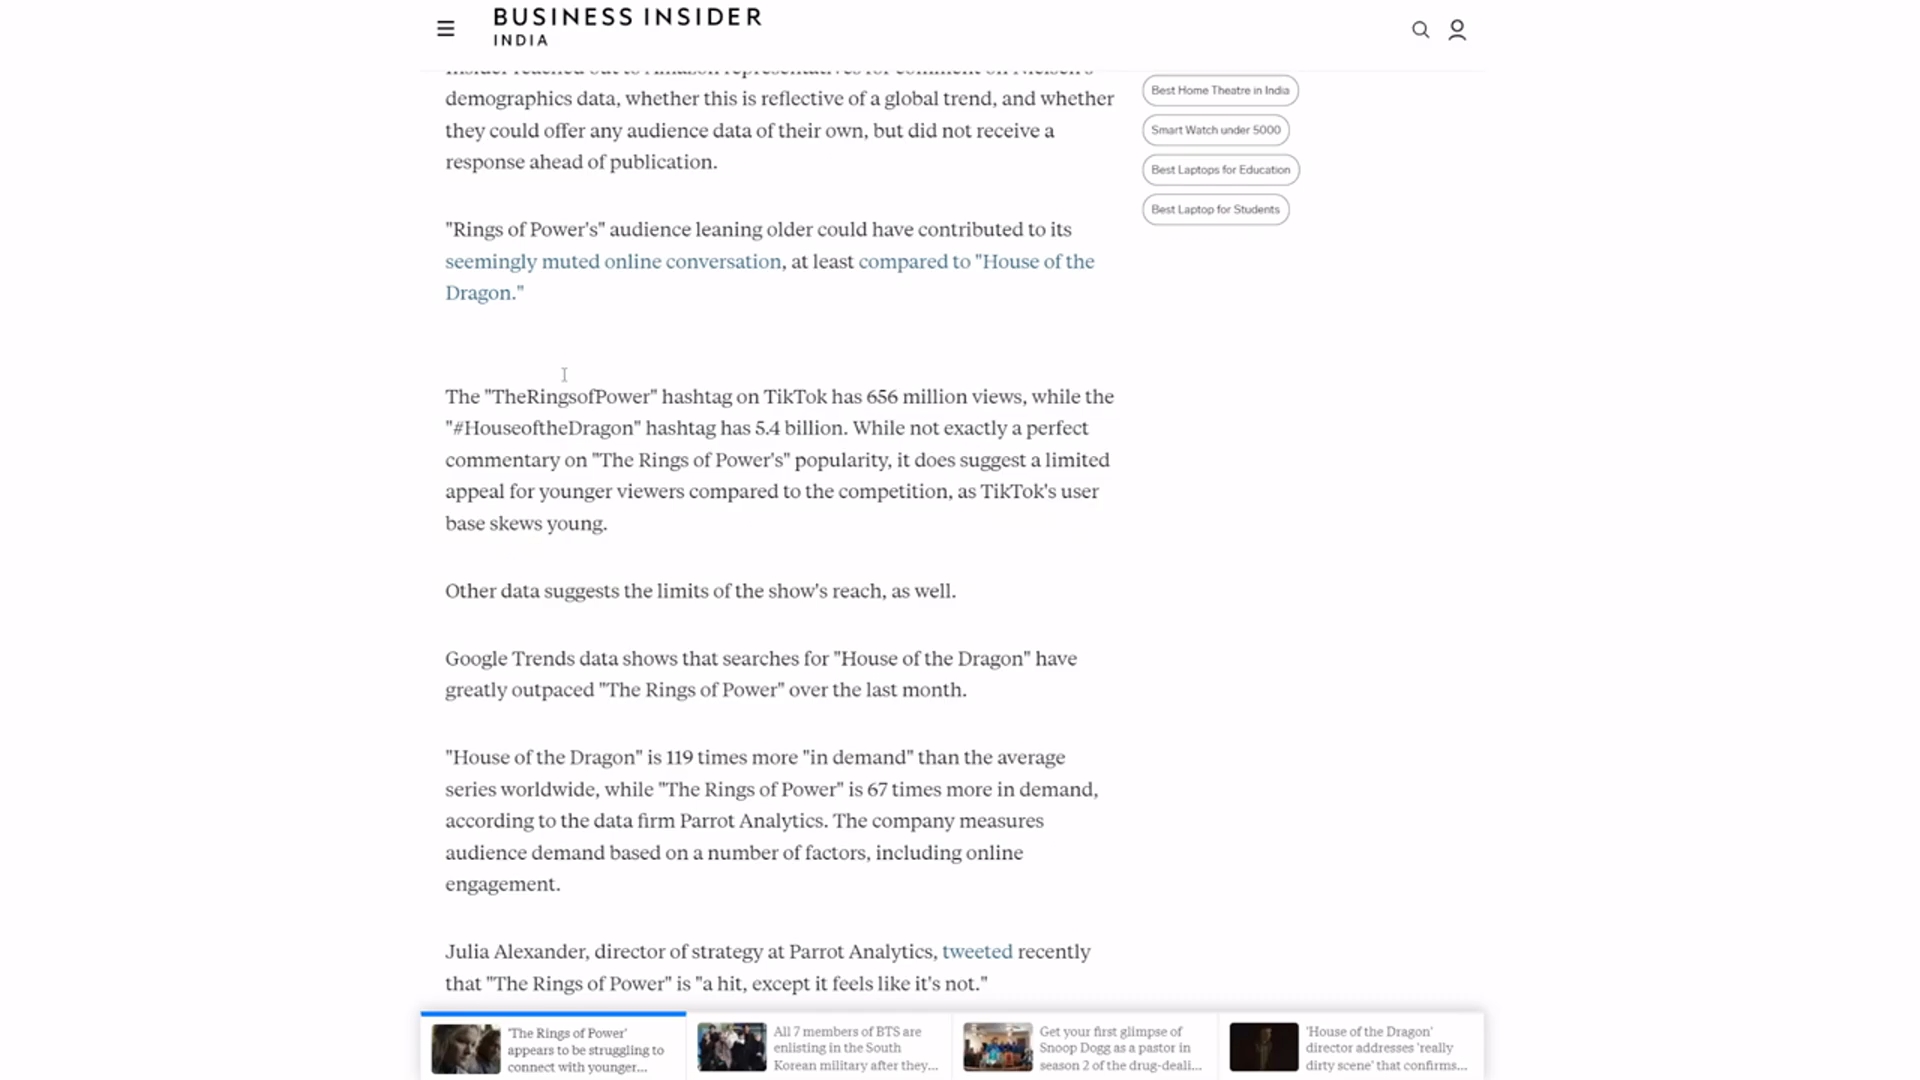 BUSINESS INSIDER
INDIA
Insider reached out to Amazon representatives for comment on Nielsen's
demographics data, whether this is reflective of a global trend, and whether
they could offer any audience data of their own, but did not receive a
response ahead of publication.
"Rings of Power's" audience leaning older could have contributed to its
seemingly muted online conversation, at least compared to "House of the
Dragon."
The "TheRingsofPower" hashtag on TikTok has 656 million views, while the
"#HouseoftheDragon" hashtag has 5.4 billion. While not exactly a perfect
commentary on "The Rings of Power's" popularity, it does suggest a limited
appeal for younger viewers compared to the competition, as TikTok's user
base skews young.
Other data suggests the limits of the show's reach, as well.
Google Trends data shows that searches for "House of the Dragon" have
greatly outpaced "The Rings of Power" over the last month.
"House of the Dragon" is 119 times more "in demand" than the average
series worldwide, while "The Rings of Power" is 67 times more in demand,
according to the data firm Parrot Analytics. The company measures
audience demand based on a number of factors, including online
engagement.
Julia Alexander, director of strategy at Parrot Analytics, tweeted recently
that "The Rings of Power" is "a hit, except it feels like it's not."
Best Home Theatre in India
Smart Watch under 5000
Best Laptops for Education
Best Laptop for Students
'The Rings of Power'
appears to be struggling to
connect with younger...
All 7 members of BTS are
enlisting in the South
Korean military after they...
Get your first glimpse of
Snoop Dogg as a pastor in
season 2 of the drug-deali...
'House of the Dragon'
director addresses 'really
dirty scene' that confirms...